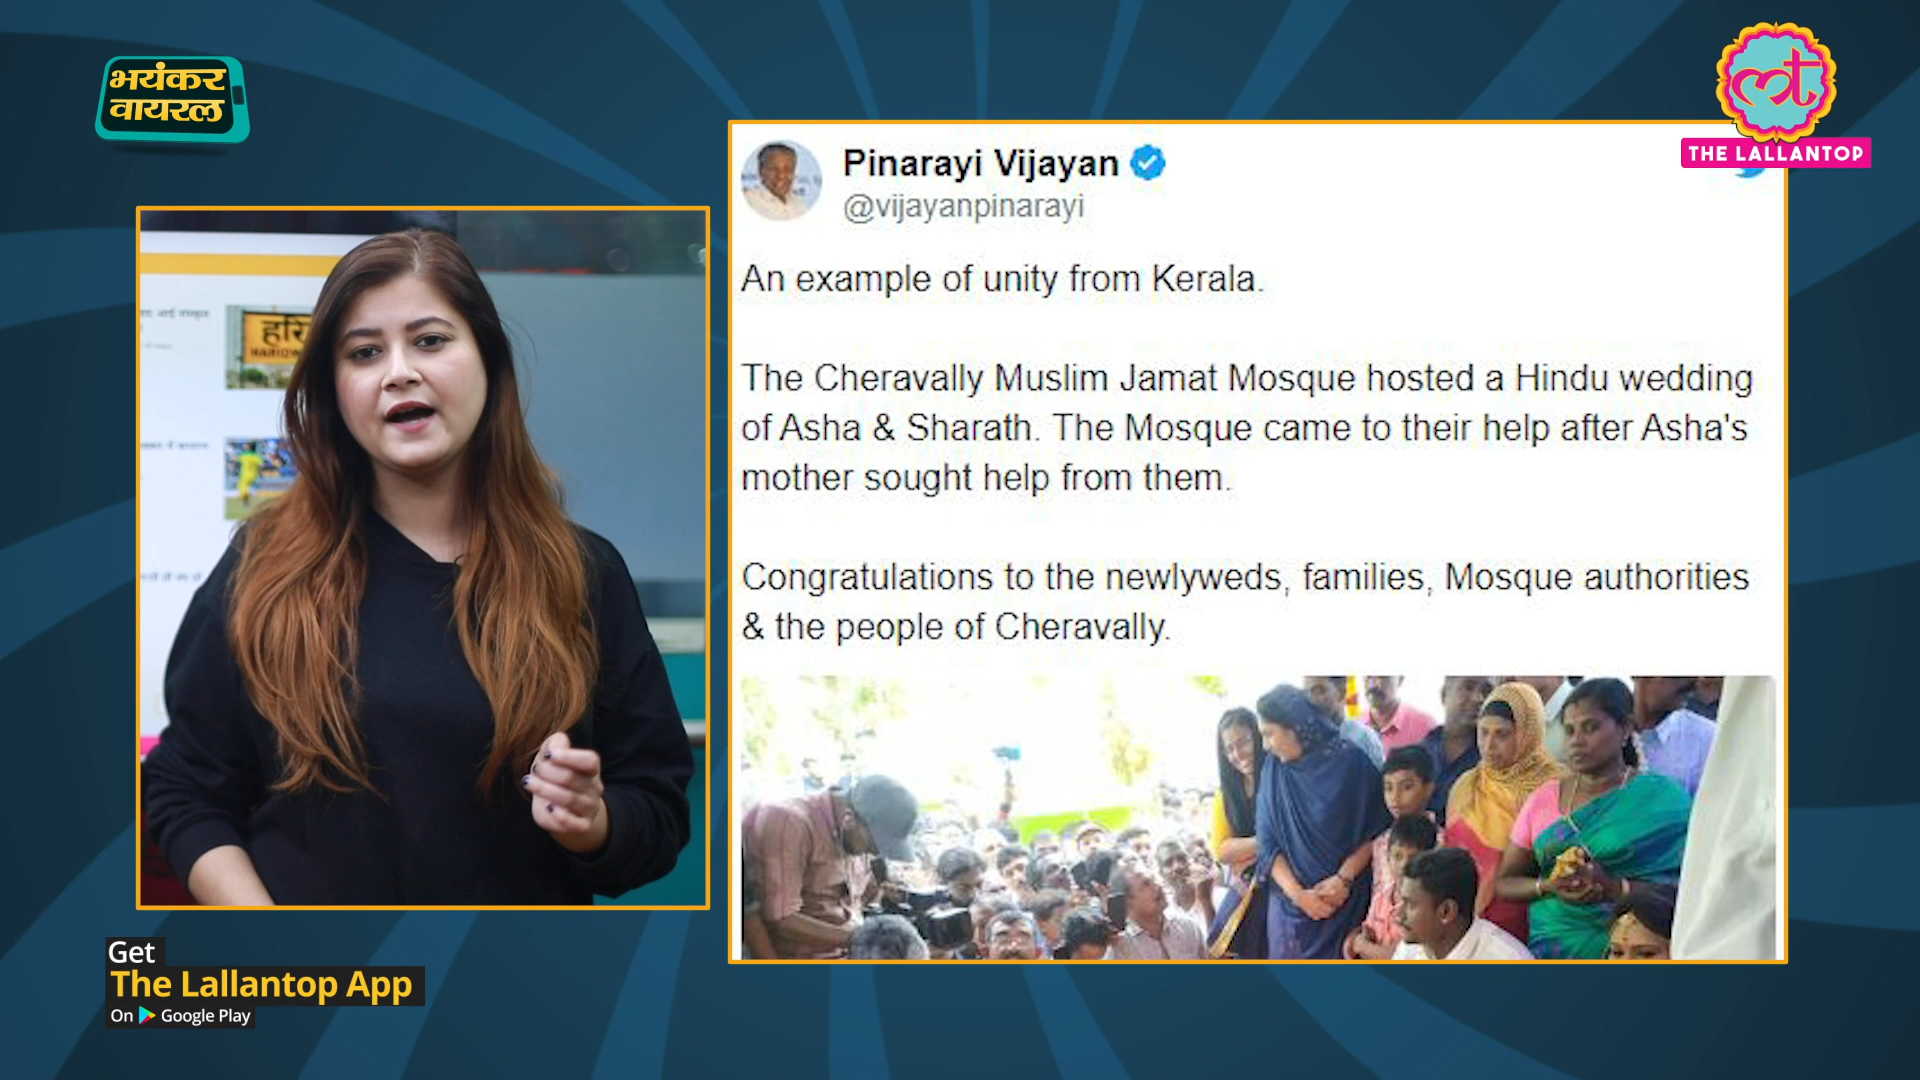 भयंकर
वायरल
THE LALLANTOP
Pinarayi Vijayan
@vijayanpinarayi
An example of unity from Kerala.
The Cheravally Muslim Jamat Mosque hosted a Hindu wedding
of Asha & Sharath. The Mosque came to their help after Asha's
mother sought help from them.
Congratulations to the newlyweds, families, Mosque authorities
& the people of Cheravally.
हरि
Get
The Lallantop App
On Google Play